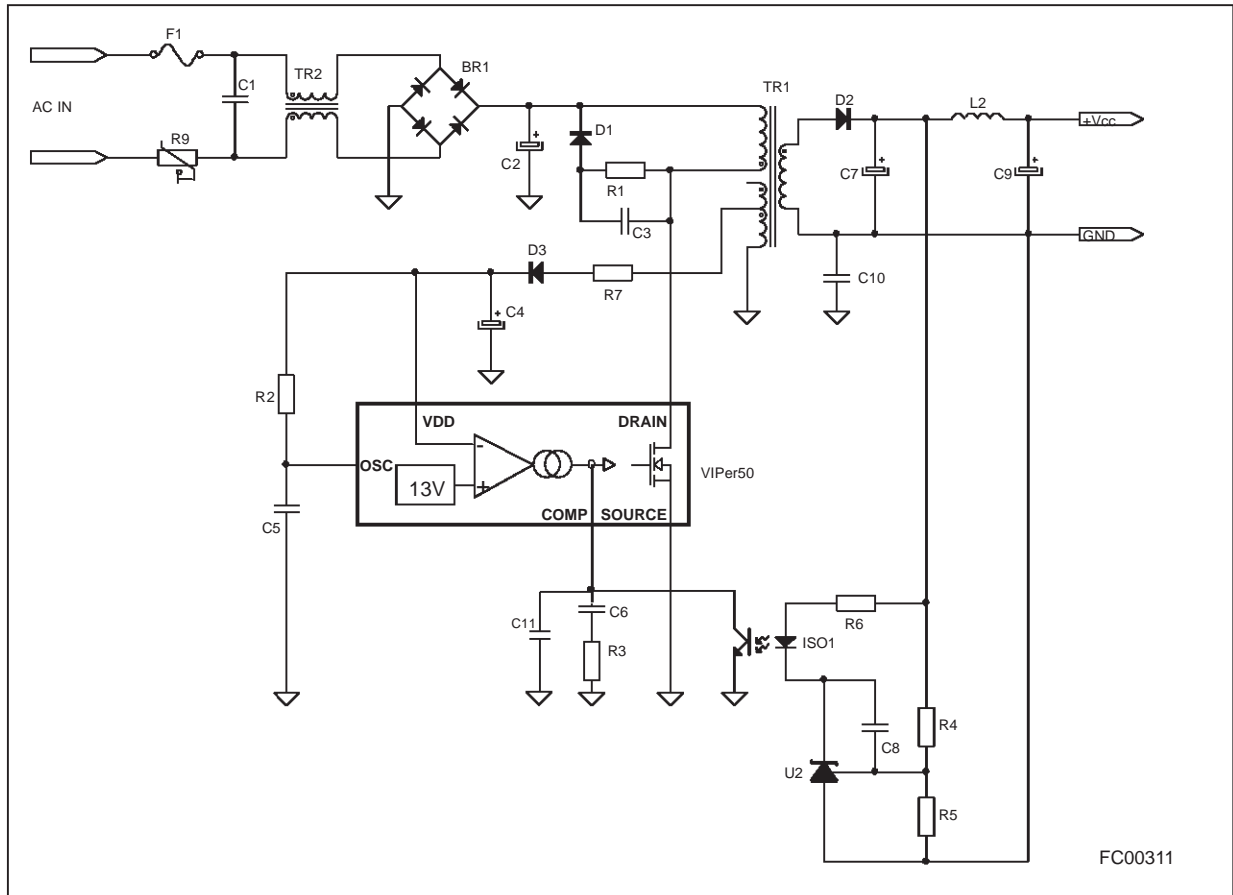 F1
BR1
TR2
C1
TR1
D2
L2
AC IN
D1
+Vcc
R9
C2
+
R1
C7
+
C9
+
C3
GND
D3
R7
C10
C4
+
R2
VDD
DRAIN
-
OSC
13V
+
VIPer50
C5
COMP
SOURCE
C6
C11
R6
R3
ISO1
R4
C8
U2
R5
FC00311